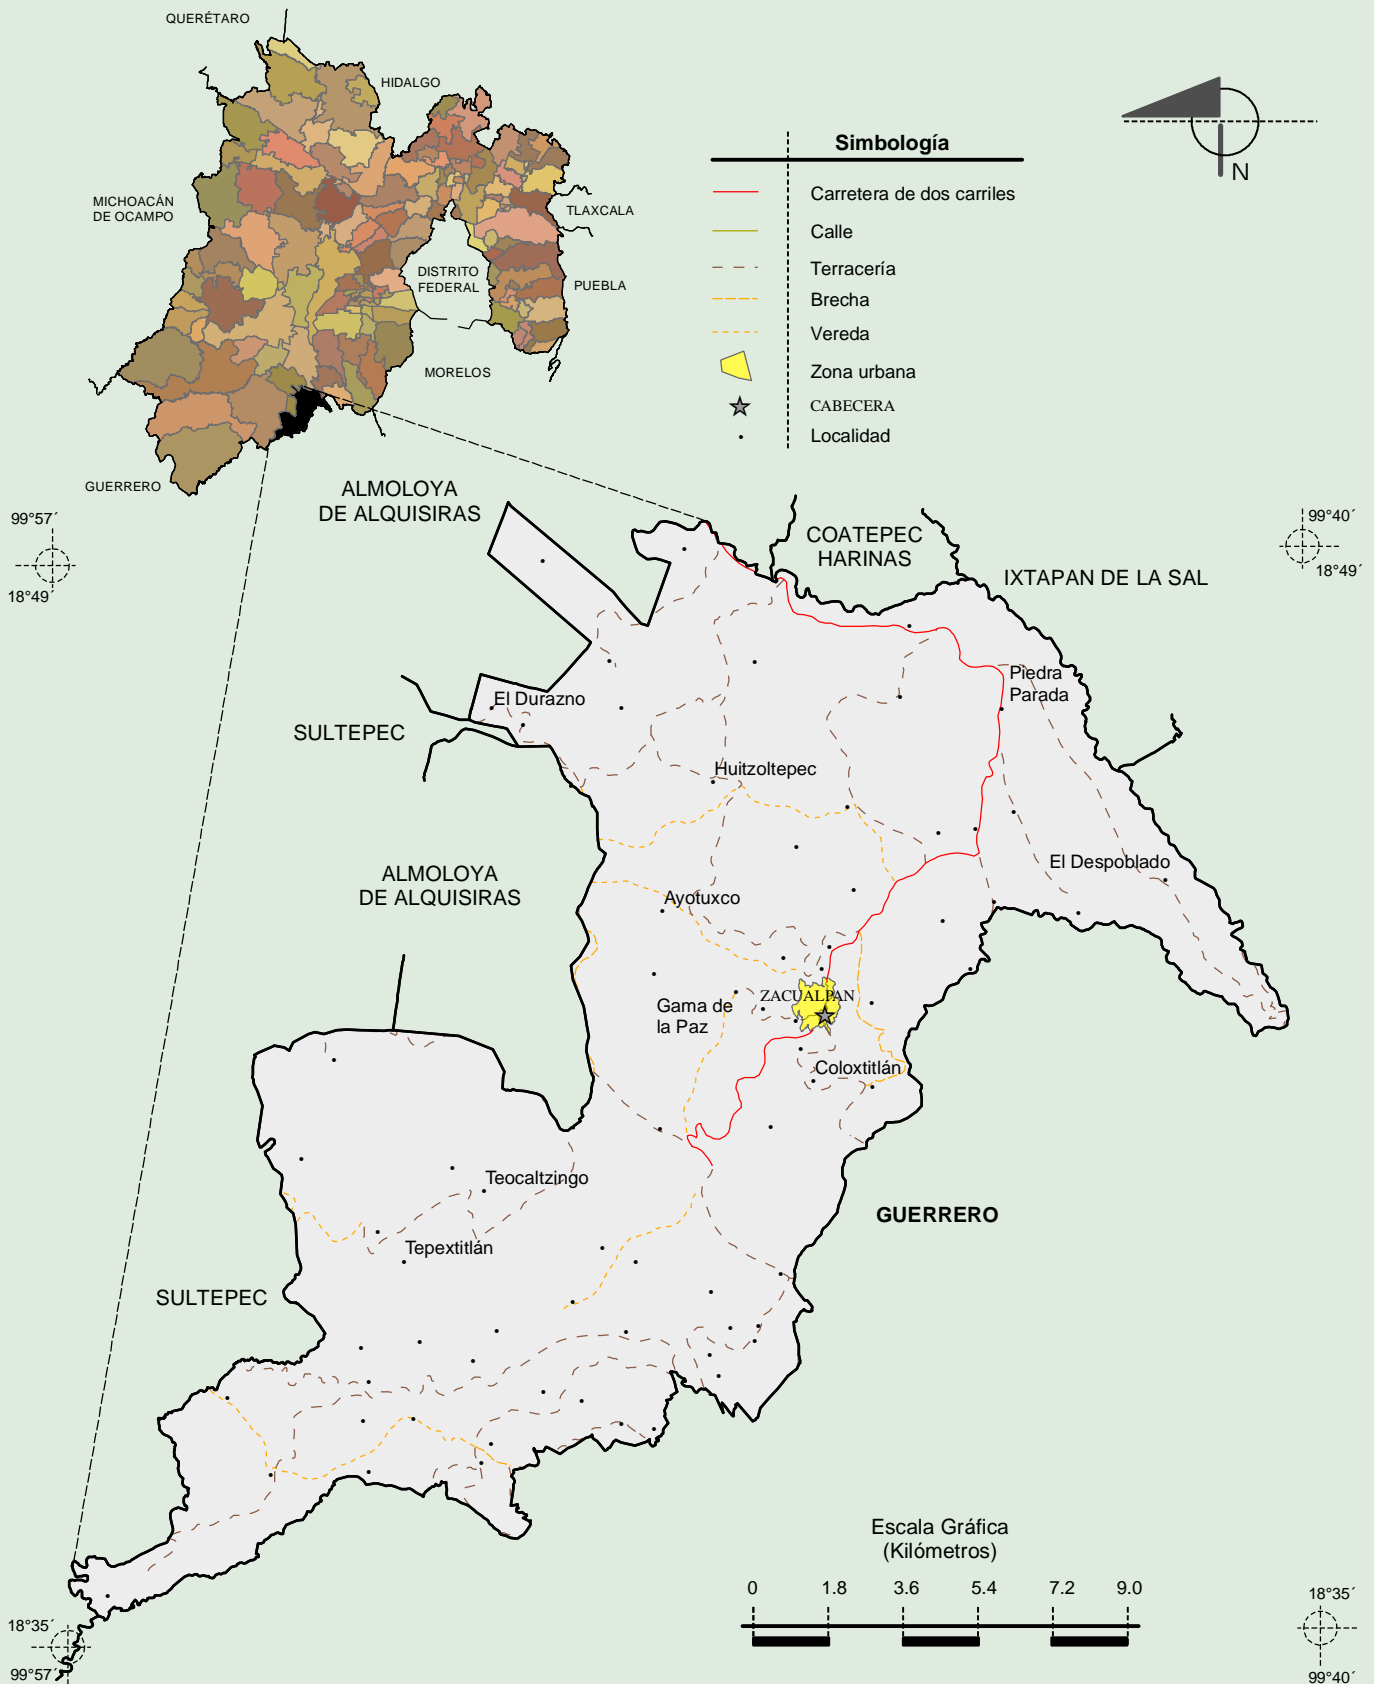 QUERÉTARO
HIDALGO
MICHOACÁN
DE OCAMPO
TLAXCALA
DISTRITO
FEDERAL
PUEBLA
MORELOS
GUERRERO
N
Simbología
Carretera de dos carriles
Calle
Terracería
Brecha
Vereda
Zona urbana
CABECERA
Localidad
99°57´
18°49´
99°40´
18°49´
ALMOLOYA
DE ALQUISIRAS
COATEPEC
HARINAS
IXTAPAN DE LA SAL
Piedra
Parada
El Durazno
SULTEPEC
Huitzoltepec
El Despoblado
ALMOLOYA
DE ALQUISIRAS
Ayotuxco
ZACUALPAN
Gama de
la Paz
Coloxtitlán
Teocaltzingo
GUERRERO
Tepextitlán
SULTEPEC
Escala Gráfica
(Kilómetros)
0 1.8 3.6 5.4 7.2 9.0
18°35´
99°57´
18°35´
99°40´